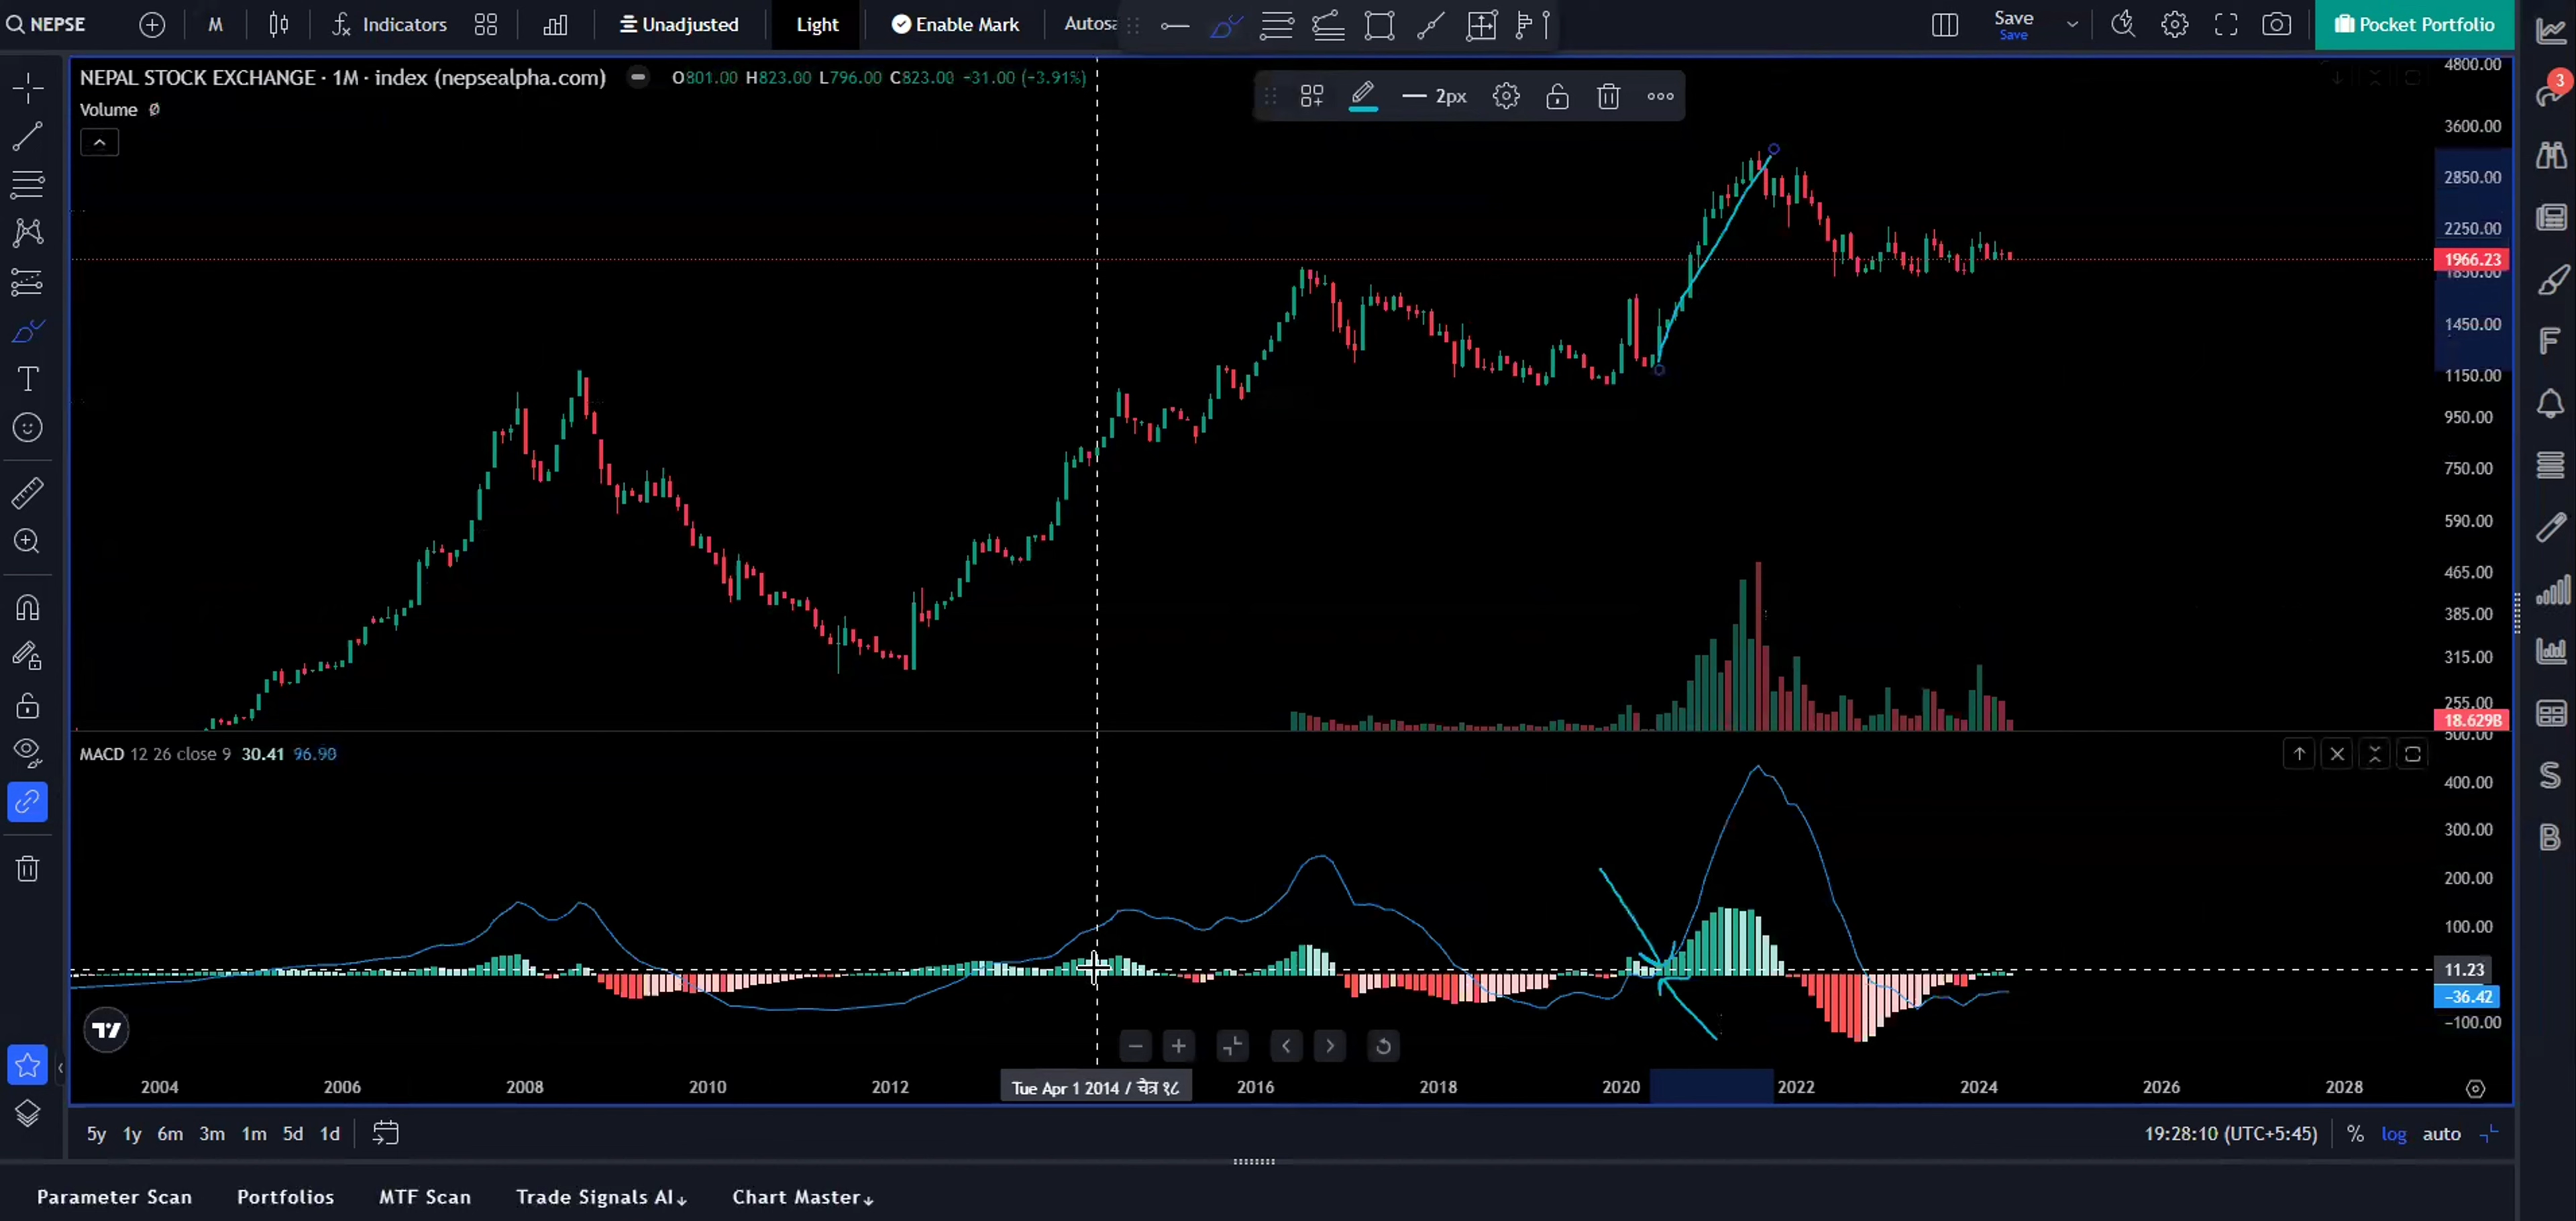 NEPSE M Indicators Unadjusted Light Enable Mark Autosa Save Save Pocket Portfolio
NEPAL STOCK EXCHANGE · 1M · index (nepsealpha.com) O801.00 H823.00 L796.00 C823.00 -31.00 (-3.91%)
Volume
2px
3
4800.00
3600.00
2850.00
2250.00
1966.23
1850.00
1450.00
1150.00
950.00
750.00
590.00
465.00
385.00
315.00
255.00
18.629B
MACD 12 26 close 9 30.41 96.90
500.00
400.00
300.00
200.00
100.00
11.23
-36.42
-100.00
2004 2006 2008 2010 2012 Tue Apr 1 2014 / चैत्र १८ 2016 2018 2020 2022 2024 2026 2028
5y 1y 6m 3m 1m 5d 1d 19:28:10 (UTC+5:45) % log auto
Parameter Scan Portfolios MTF Scan Trade Signals AI↓ Chart Master↓
T
F
S
B